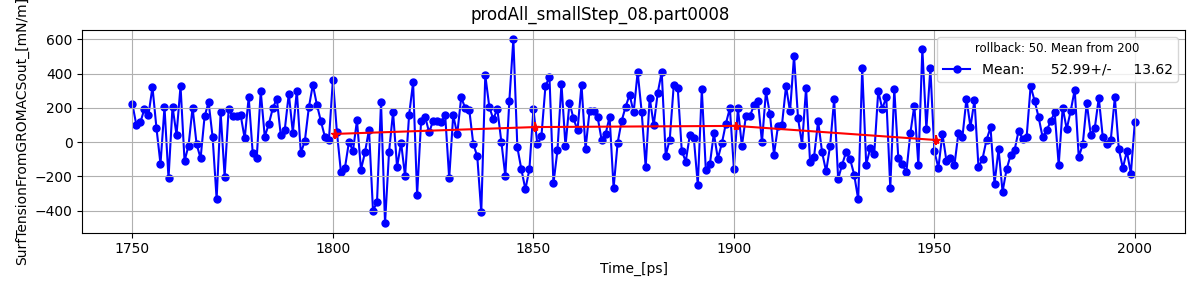 prodAll_smallStep_08.part0008
SurfTensionFromGROMACSout_[mN/m]
600
400
200
0
−200
−400
rollback: 50. Mean from 200
Mean: 52.99+/- 13.62
1750
1800
1850
1900
1950
2000
Time_[ps]